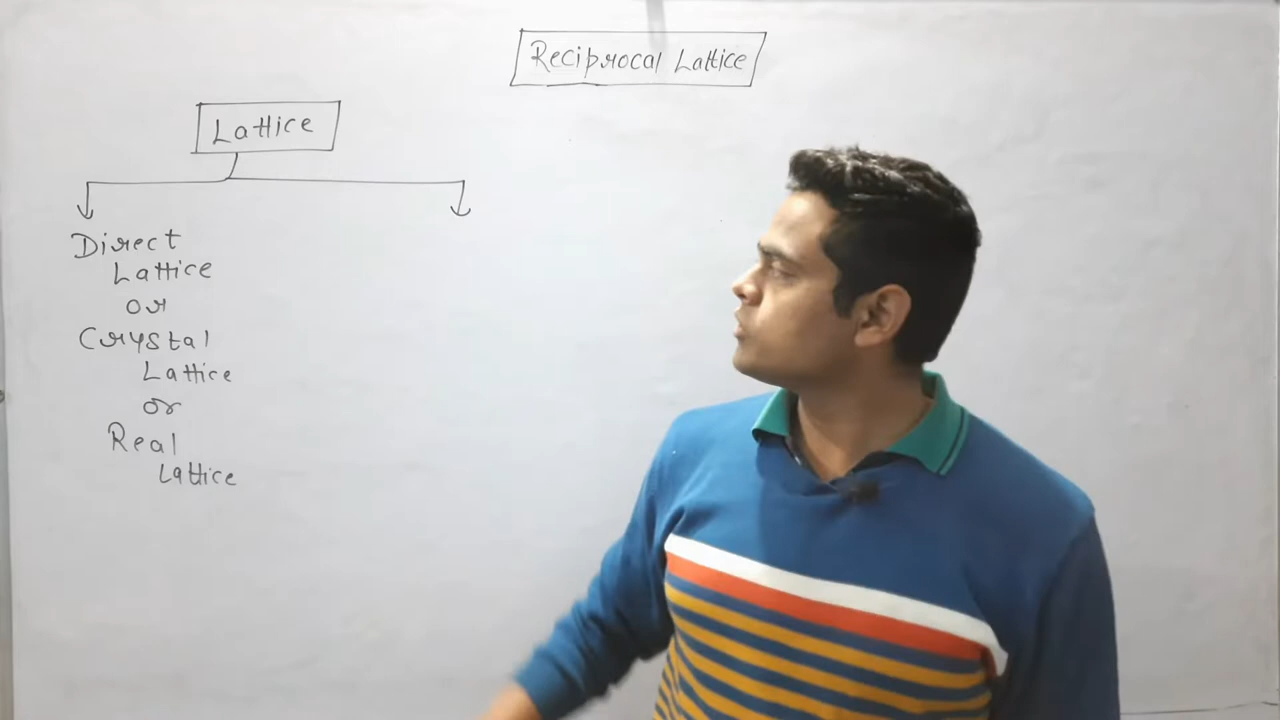 Reciprocal Lattice
Lattice
Direct
Lattice
or
Crystal
Lattice
or
Real
Lattice